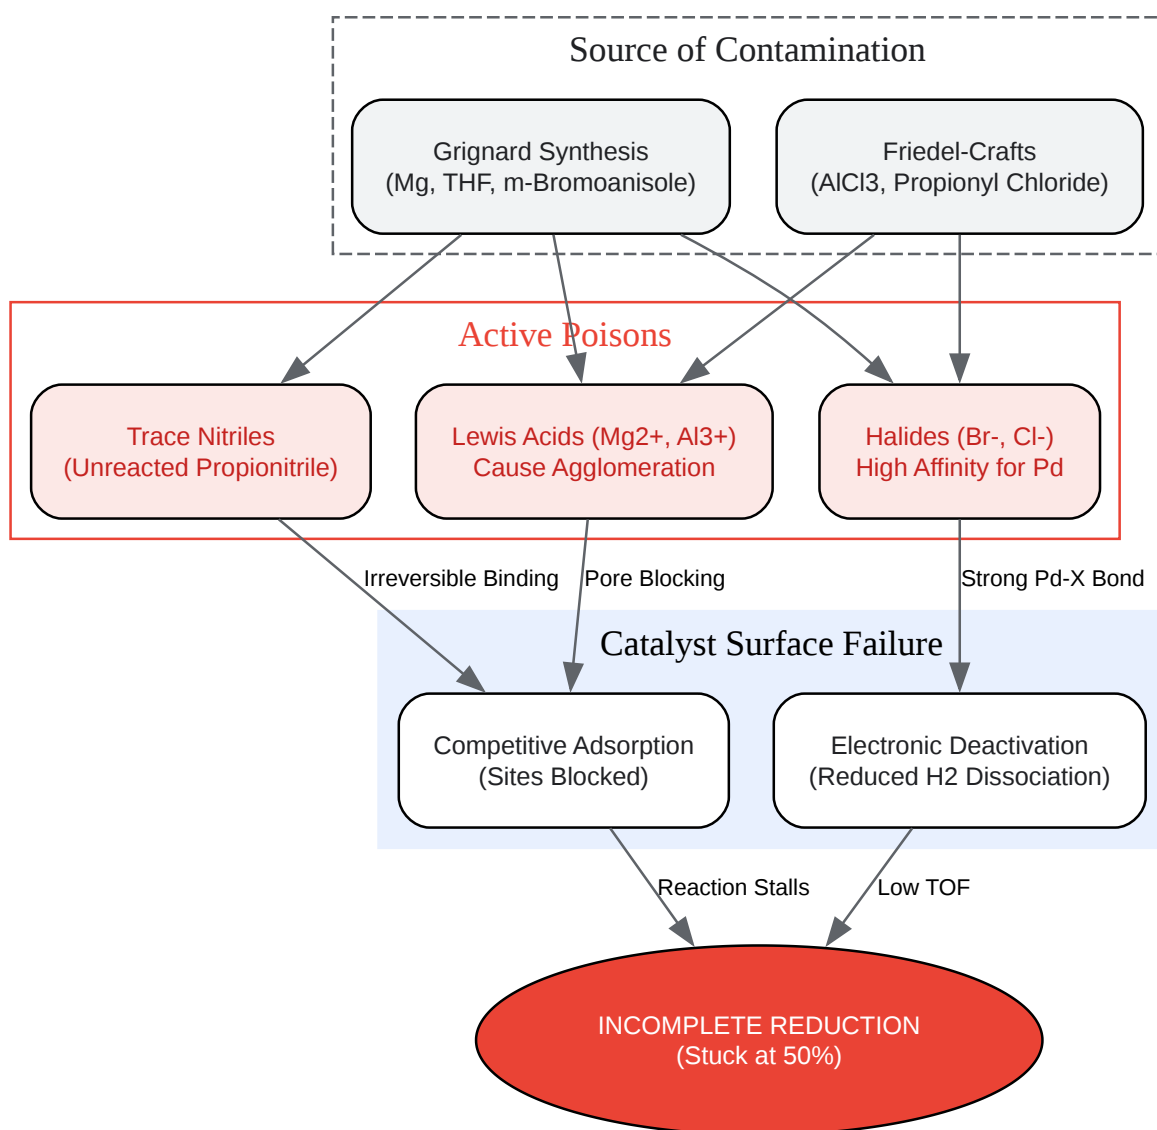 Source of Contamination
Grignard Synthesis
(Mg, THF, m-Bromoanisole)
Friedel-Crafts
(AlCl3, Propionyl Chloride)
Active Poisons
Trace Nitriles
(Unreacted Propionitrile)
Lewis Acids (Mg2+, Al3+)
Cause Agglomeration
Halides (Br-, Cl-)
High Affinity for Pd
Irreversible Binding
Pore Blocking
Strong Pd-X Bond
Catalyst Surface Failure
Competitive Adsorption
(Sites Blocked)
Electronic Deactivation
(Reduced H2 Dissociation)
Reaction Stalls
Low TOF
INCOMPLETE REDUCTION
(Stuck at 50%)